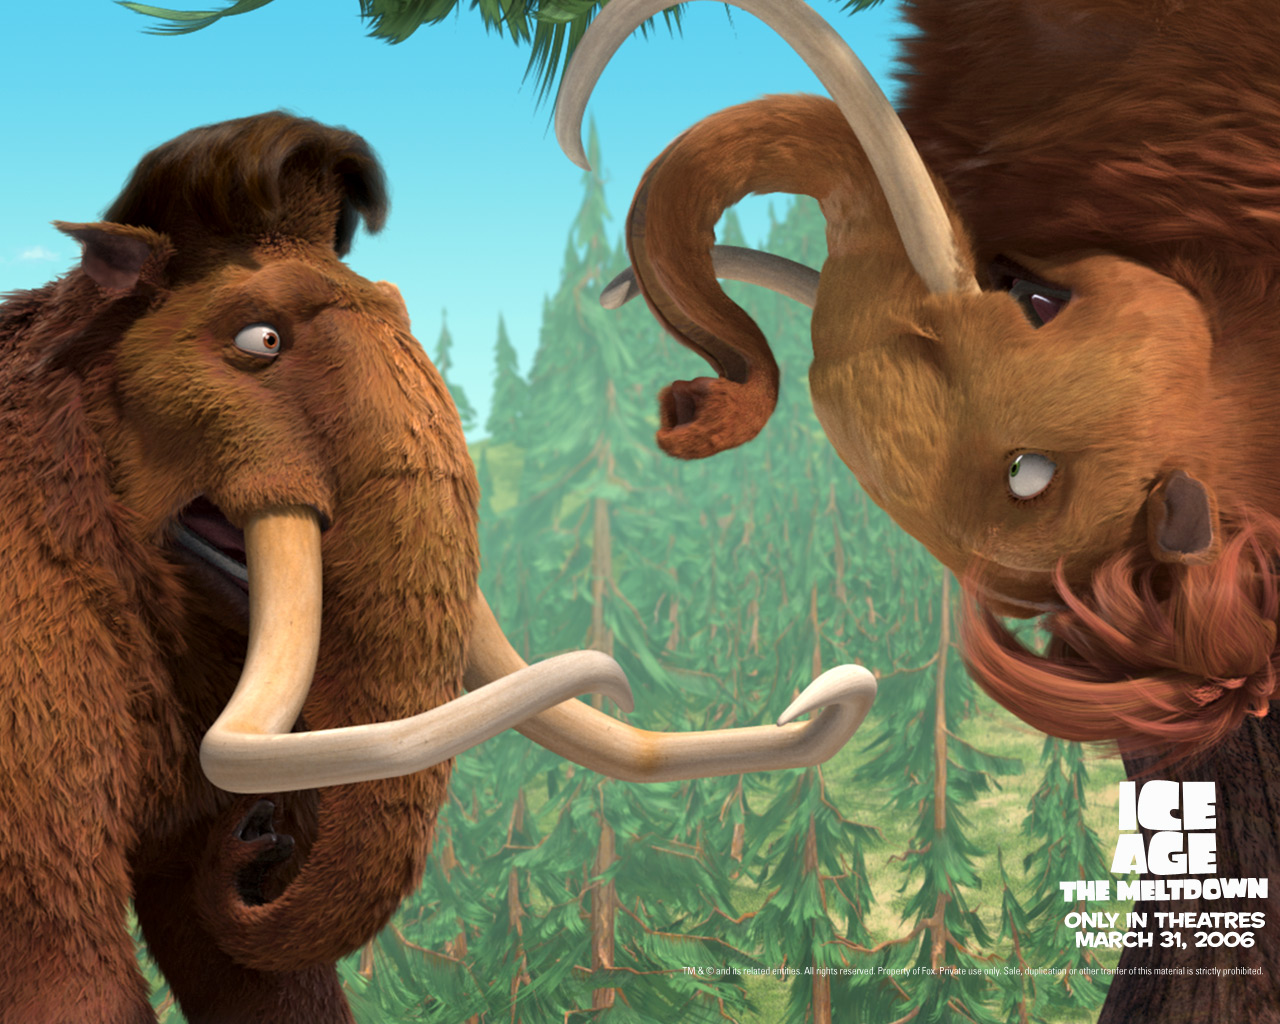 ICE
AGE
THE MELTDOWN
ONLY IN THEATRES
MARCH 31, 2006
TM & © and its related entities. All rights reserved. Property of Fox. Private use only. Sale, duplication or other tranfer of this material is strictly prohibited.